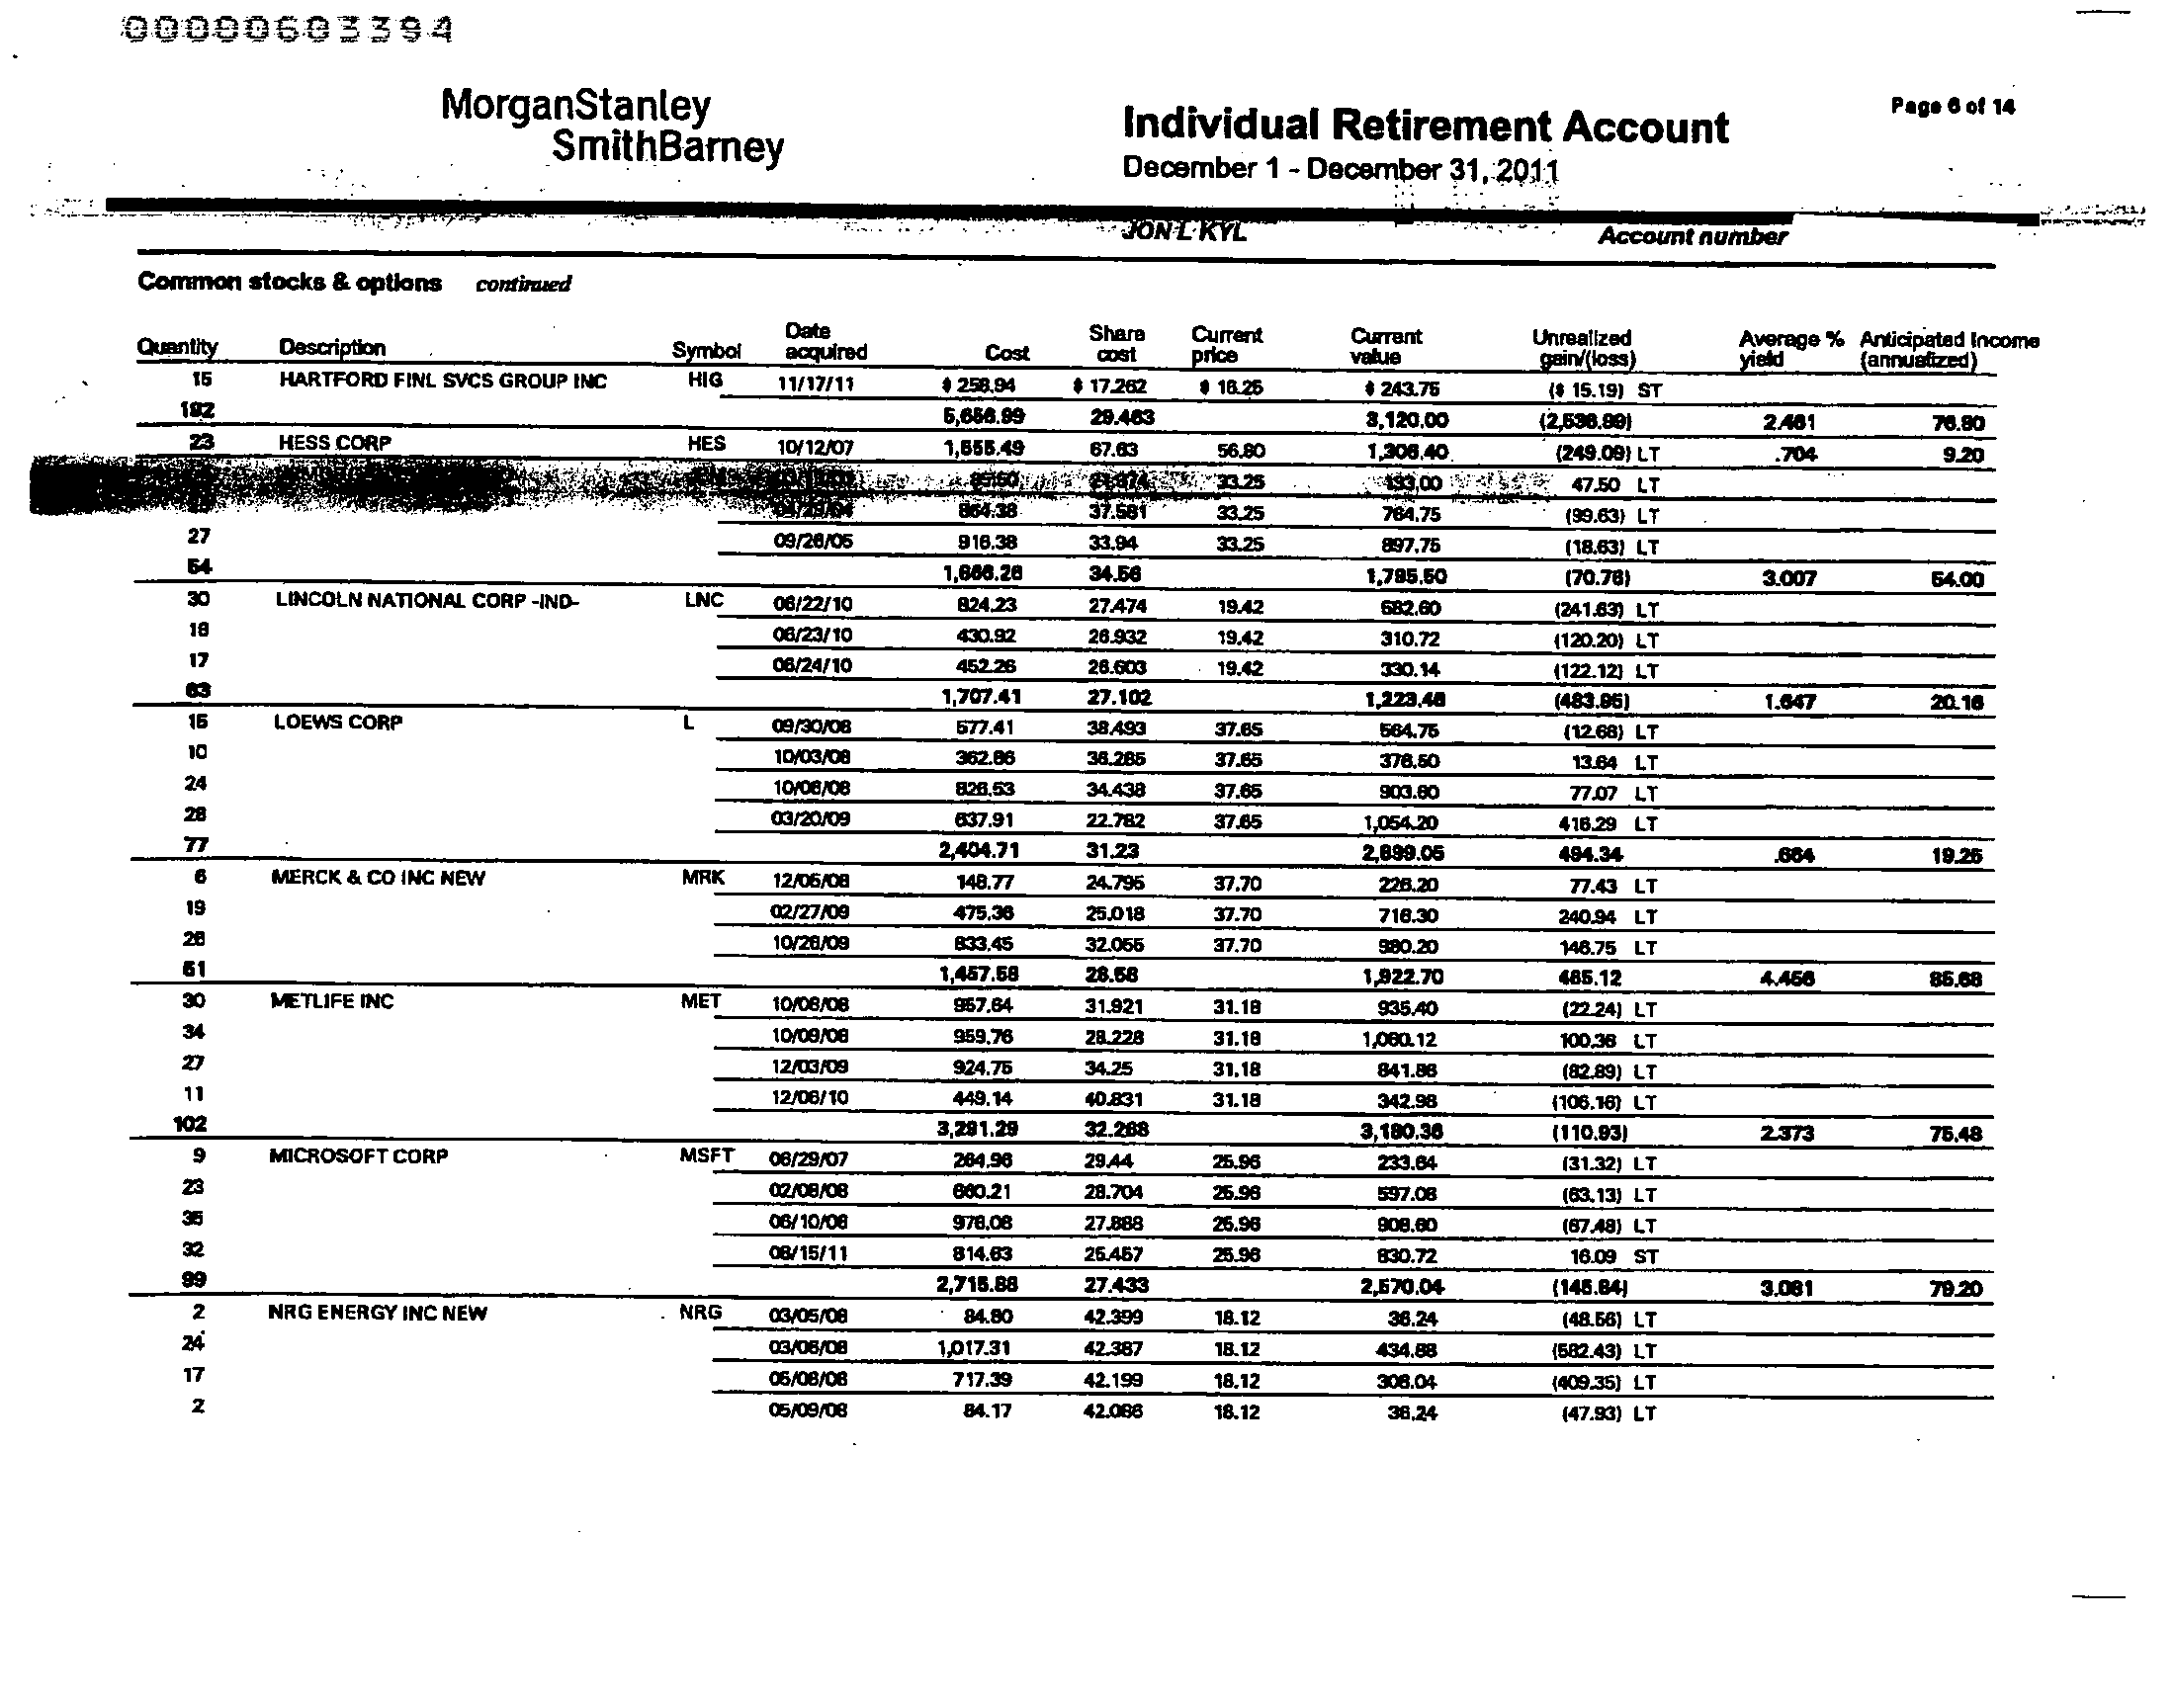 00000603394
MorganStanley
SmithBarney
Individual Retirement Account
December 1 - December 31, 2011
Page 6 of 14
JON L KYL Account number
Common stocks & options continued
Quantity Description Symbol Date acquired Cost Share cost Current price Current value Unrealized gain/(loss) Average % yield Anticipated Income (annualized)
15 HARTFORD FINL SVCS GROUP INC HIG 11/17/11 $ 258.94 $ 17.262 $ 16.25 $ 243.75 ($ 15.19) ST
192 5,656.99 29.463 3,120.00 (2,536.99) 2.461 76.80
23 HESS CORP HES 10/12/07 1,555.49 67.63 56.80 1,306.40 (249.09) LT .704 9.20
85.50 33.25 47.50 LT
864.38 37.581 33.25 764.75 (99.63) LT
27 09/26/05 916.38 33.94 33.25 897.75 (18.63) LT
54 34.56 1,795.50 (70.76) 3.007 54.00
30 LINCOLN NATIONAL CORP -IND- LNC 06/22/10 824.23 27.474 19.42 582.60 (241.63) LT
16 06/23/10 430.92 26.932 19.42 310.72 (120.20) LT
17 06/24/10 452.26 26.603 19.42 330.14 (122.12) LT
63 1,707.41 27.102 1,223.46 (483.95) 1.647 20.16
15 LOEWS CORP L 09/30/08 577.41 38.493 37.65 564.75 (12.66) LT
10 10/03/08 362.86 36.285 37.65 376.50 13.64 LT
24 10/06/08 826.53 34.438 37.65 903.60 77.07 LT
28 03/20/09 637.91 22.782 37.65 1,054.20 416.29 LT
77 2,404.71 31.23 2,899.05 494.34 .664 19.25
6 MERCK & CO INC NEW MRK 12/05/08 148.77 24.795 37.70 226.20 77.43 LT
19 02/27/09 475.36 25.018 37.70 716.30 240.94 LT
26 10/26/09 833.45 32.055 37.70 980.20 146.75 LT
51 1,457.58 28.58 1,922.70 465.12 4.456 85.68
30 METLIFE INC MET 10/08/08 957.64 31.921 31.18 935.40 (22.24) LT
34 10/09/08 959.76 28.228 31.18 1,060.12 100.36 LT
27 12/03/09 924.75 34.25 31.18 841.86 (82.89) LT
11 12/06/10 449.14 40.831 31.18 342.98 (106.16) LT
102 3,291.29 32.268 3,180.36 (110.93) 2.373 75.48
9 MICROSOFT CORP MSFT 06/29/07 264.96 29.44 25.96 233.64 (31.32) LT
23 02/08/08 660.21 28.704 25.96 597.08 (63.13) LT
35 06/10/08 976.08 27.888 25.96 908.60 (67.48) LT
32 08/15/11 814.63 25.457 25.96 830.72 16.09 ST
99 2,715.88 27.433 2,570.04 (145.84) 3.081 79.20
2 NRG ENERGY INC NEW NRG 03/05/08 84.80 42.399 18.12 36.24 (48.56) LT
24 03/06/08 1,017.31 42.387 18.12 434.88 (582.43) LT
17 05/08/08 717.39 42.199 18.12 308.04 (409.35) LT
2 05/09/08 84.17 42.086 18.12 36.24 (47.93) LT